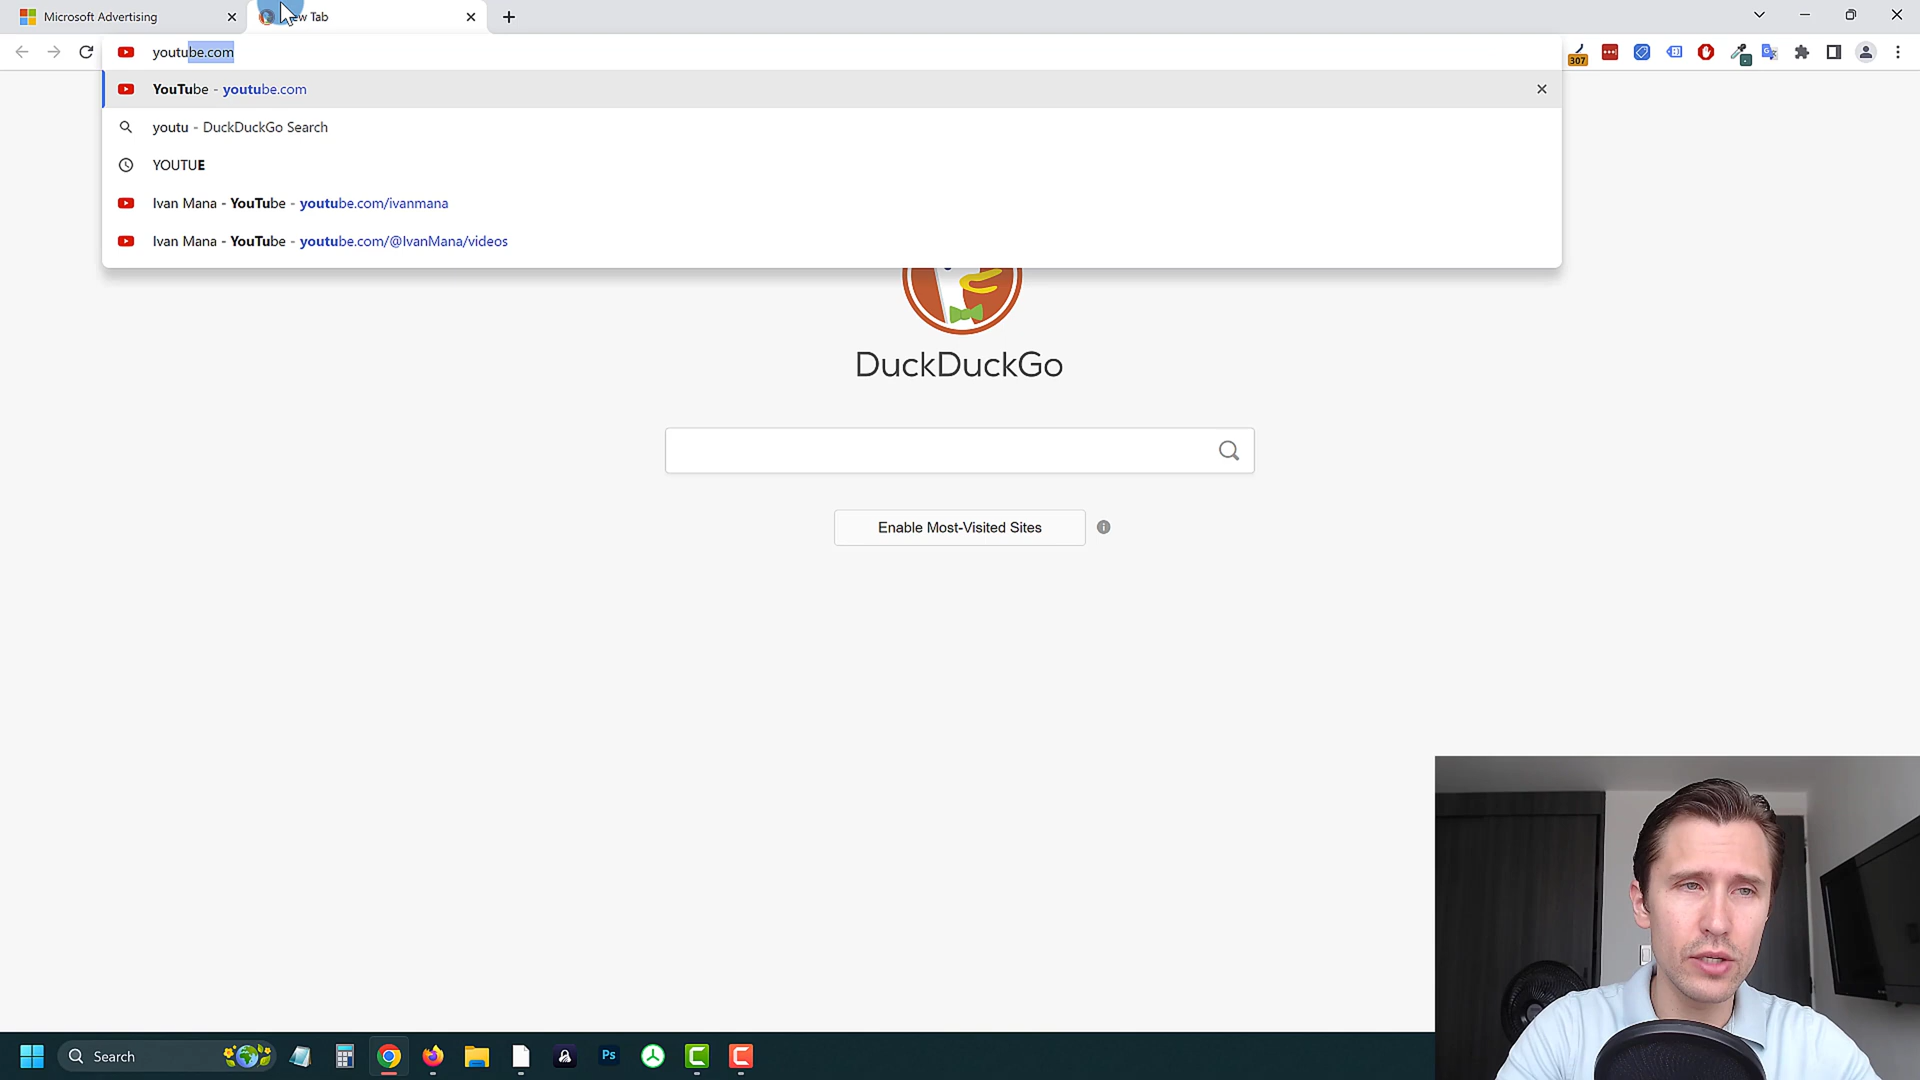 Microsoft Advertising
New Tab
youtube.com
307
YouTube - youtube.com
youtu - DuckDuckGo Search
YOUTUE
Ivan Mana - YouTube - youtube.com/ivanmana
Ivan Mana - YouTube - youtube.com/@IvanMana/videos
DuckDuckGo
Enable Most-Visited Sites
Search
Ps